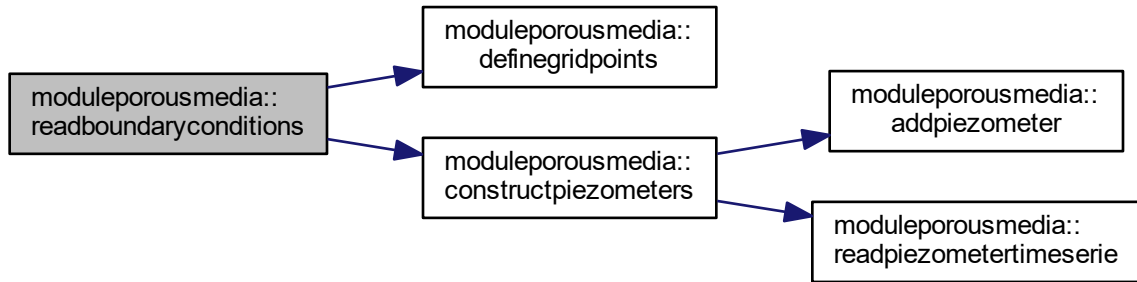 moduleporousmedia::
readboundaryconditions
moduleporousmedia::
definegridpoints
moduleporousmedia::
constructpiezometers
moduleporousmedia::
addpiezometer
moduleporousmedia::
readpiezometertimeserie